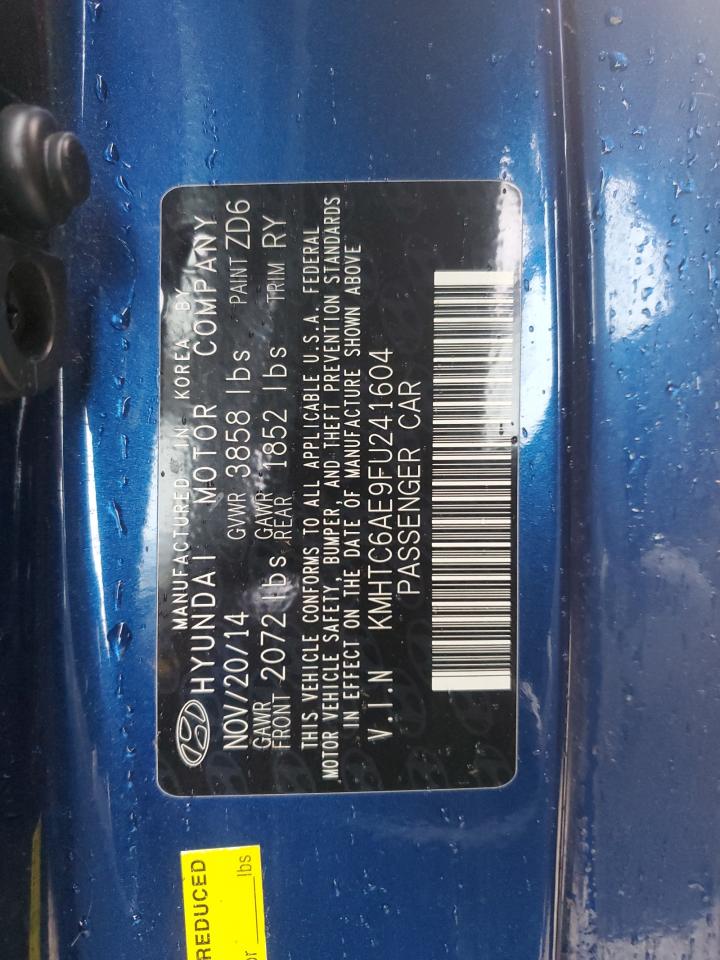 MANUFACTURED IN KOREA BY
HYUNDAI MOTOR COMPANY
NOV/20/14 GVWR 3858 lbs PAINT ZD6
GAWR FRONT 2072 lbs GAWR REAR 1852 lbs TRIM RY
THIS VEHICLE CONFORMS TO ALL APPLICABLE U.S.A. FEDERAL
MOTOR VEHICLE SAFETY, BUMPER, AND THEFT PREVENTION STANDARDS
IN EFFECT ON THE DATE OF MANUFACTURE SHOWN ABOVE
V.I.N KMHTC6AE9FU241604
PASSENGER CAR
REDUCED
lbs